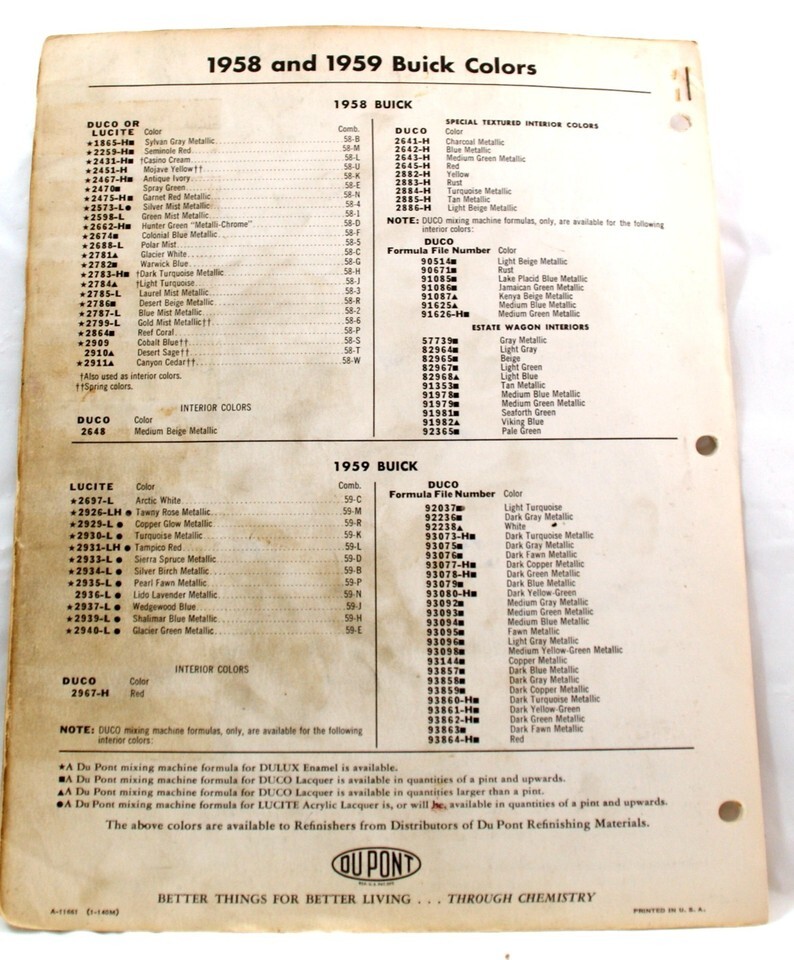 1958 and 1959 Buick Colors
1958 BUICK
DUCO OR
LUCITE Color Comb.
★1865-H■ Sylvan Gray Metallic 58-B
★2259-H■ Seminole Red 58-M
★2431-H■ †Casino Cream 58-L
★2451-H Mojave Yellow†† 58-U
★2467-H■ Antique Ivory 58-K
★2470■ Spray Green 58-E
★2475-H■ Garnet Red Metallic 58-N
★2573-L● Silver Mist Metallic 58-4
★2598-L Green Mist Metallic 58-1
★2662-H■ Hunter Green "Metalli-Chrome" 58-D
★2674■ Colonial Blue Metallic 58-F
★2688-L Polar Mist 58-5
★2781▲ Glacier White 58-C
★2782■ Warwick Blue 58-G
★2783-H■ †Dark Turquoise Metallic 58-H
★2784▲ †Light Turquoise 58-J
★2785-L Laurel Mist Metallic 58-3
★2786■ Desert Beige Metallic 58-R
★2787-L Blue Mist Metallic 58-2
★2799-L Gold Mist Metallic†† 58-6
★2864■ Reef Coral 58-P
★2909 Cobalt Blue†† 58-S
2910▲ Desert Sage†† 58-T
★2911▲ Canyon Cedar†† 58-W
†Also used as interior colors.
††Spring colors.
INTERIOR COLORS
DUCO Color
2648 Medium Beige Metallic
SPECIAL TEXTURED INTERIOR COLORS
DUCO Color
2641-H Charcoal Metallic
2642-H Blue Metallic
2643-H Medium Green Metallic
2645-H Red
2882-H Yellow
2883-H Rust
2884-H Turquoise Metallic
2885-H Tan Metallic
2886-H Light Beige Metallic
NOTE: DUCO mixing machine formulas, only, are available for the following
interior colors:
DUCO
Formula File Number Color
90514■ Light Beige Metallic
90671■ Rust
91085■ Lake Placid Blue Metallic
91086■ Jamaican Green Metallic
91087▲ Kenya Beige Metallic
91625▲ Medium Blue Metallic
91626-H■ Medium Green Metallic
ESTATE WAGON INTERIORS
57739■ Gray Metallic
82964■ Light Gray
82965■ Beige
82967■ Light Green
82968▲ Light Blue
91353■ Tan Metallic
91978■ Medium Blue Metallic
91979■ Medium Green Metallic
91981■ Seaforth Green
91982▲ Viking Blue
92365■ Pale Green
1959 BUICK
LUCITE Color Comb.
★2697-L Arctic White 59-C
★2926-LH● Tawny Rose Metallic 59-M
★2929-L● Copper Glow Metallic 59-R
★2930-L● Turquoise Metallic 59-K
★2931-LH● Tampico Red 59-L
★2933-L● Sierra Spruce Metallic 59-D
★2934-L● Silver Birch Metallic 59-B
★2935-L● Pearl Fawn Metallic 59-P
2936-L● Lido Lavender Metallic 59-N
★2937-L● Wedgewood Blue 59-J
★2939-L● Shalimar Blue Metallic 59-H
★2940-L● Glacier Green Metallic 59-E
INTERIOR COLORS
DUCO Color
2967-H Red
NOTE: DUCO mixing machine formulas, only, are available for the following
interior colors:
DUCO
Formula File Number Color
92037■ Light Turquoise
92236■ Dark Gray Metallic
92238▲ White
93073-H■ Dark Turquoise Metallic
93075■ Dark Gray Metallic
93076■ Dark Fawn Metallic
93077-H■ Dark Copper Metallic
93078-H■ Dark Green Metallic
93079■ Dark Blue Metallic
93080-H■ Dark Yellow-Green
93092■ Medium Gray Metallic
93093■ Medium Green Metallic
93094■ Medium Blue Metallic
93095■ Fawn Metallic
93096■ Light Gray Metallic
93098■ Medium Yellow-Green Metallic
93144■ Copper Metallic
93857■ Dark Blue Metallic
93858■ Dark Gray Metallic
93859■ Dark Copper Metallic
93860-H■ Dark Turquoise Metallic
93861-H■ Dark Yellow-Green
93862-H■ Dark Green Metallic
93863■ Dark Fawn Metallic
93864-H■ Red
★A Du Pont mixing machine formula for DULUX Enamel is available.
■A Du Pont mixing machine formula for DUCO Lacquer is available in quantities of a pint and upwards.
▲A Du Pont mixing machine formula for DUCO Lacquer is available in quantities larger than a pint.
●A Du Pont mixing machine formula for LUCITE Acrylic Lacquer is, or will be, available in quantities of a pint and upwards.
The above colors are available to Refinishers from Distributors of Du Pont Refinishing Materials.
DU PONT
REG. U.S. PAT. OFF.
BETTER THINGS FOR BETTER LIVING . . . THROUGH CHEMISTRY
A-11661 (1-140M) PRINTED IN U. S. A.